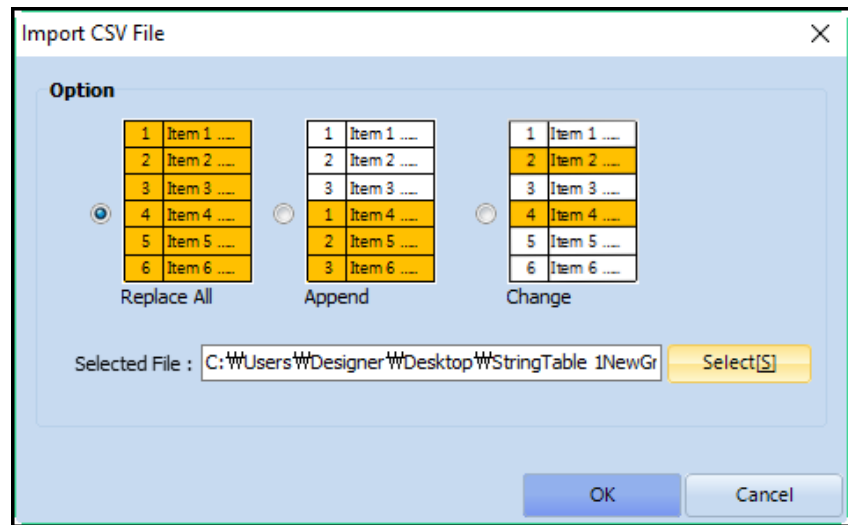 Import CSV File
Option
1 Item 1 .....
2 Item 2 .....
3 Item 3 .....
4 Item 4 .....
5 Item 5 .....
6 Item 6 .....
Replace All
1 Item 1 .....
2 Item 2 .....
3 Item 3 .....
1 Item 4 .....
2 Item 5 .....
3 Item 6 .....
Append
1 Item 1 .....
2 Item 2 .....
3 Item 3 .....
4 Item 4 .....
5 Item 5 .....
6 Item 6 .....
Change
Selected File : C:₩Users₩Designer₩Desktop₩StringTable 1NewGr
Select[S]
OK
Cancel